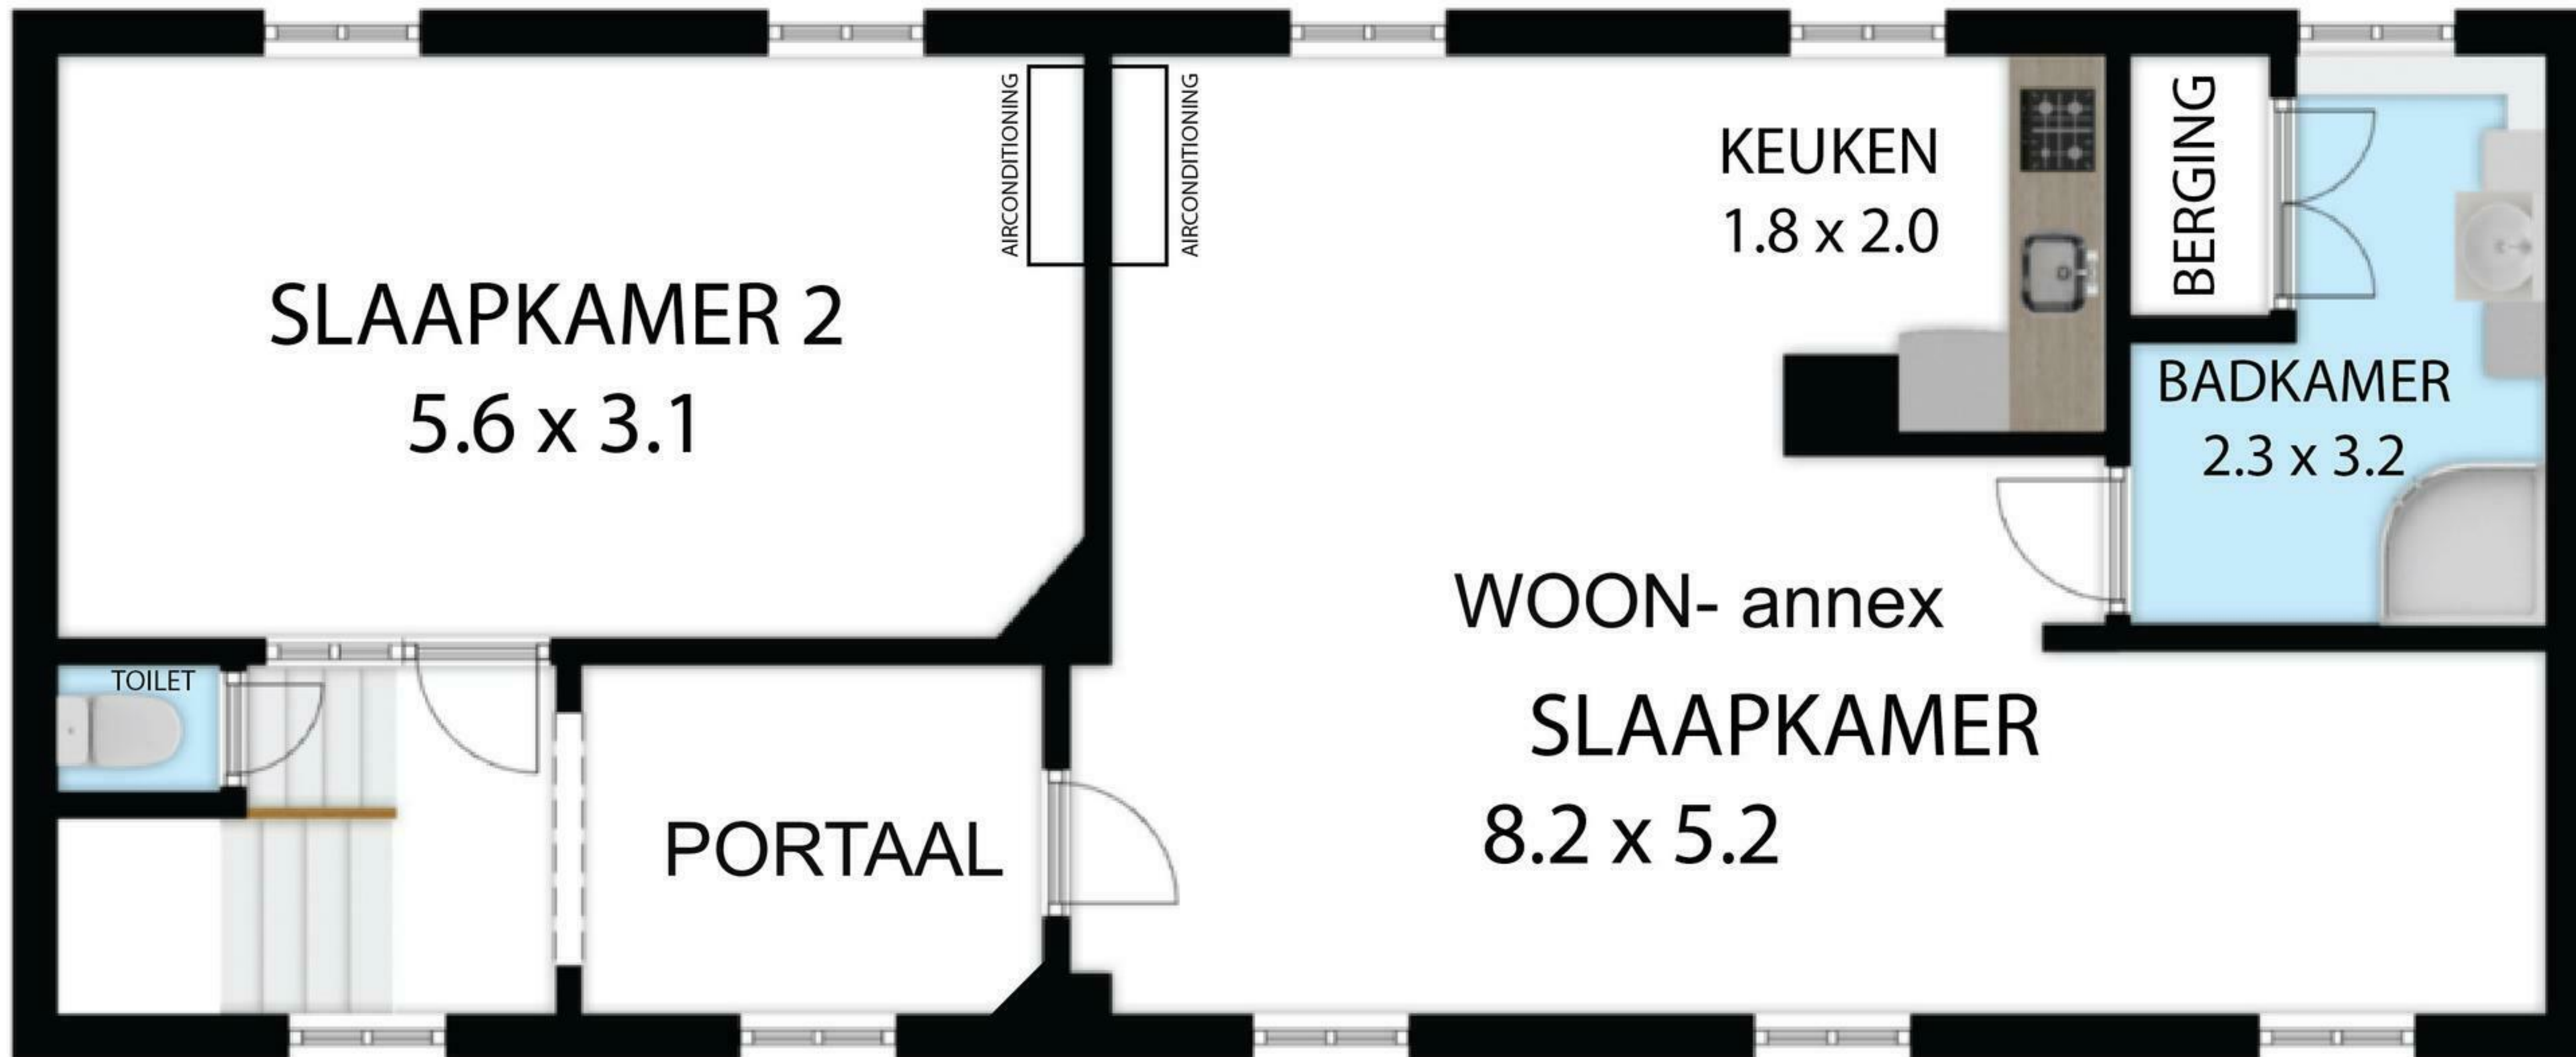 AIRCONDITIONING
AIRCONDITIONING
SLAAPKAMER 2
5.6 x 3.1
KEUKEN
1.8 x 2.0
BERGING
BADKAMER
2.3 x 3.2
WOON- annex
SLAAPKAMER
8.2 x 5.2
TOILET
PORTAAL